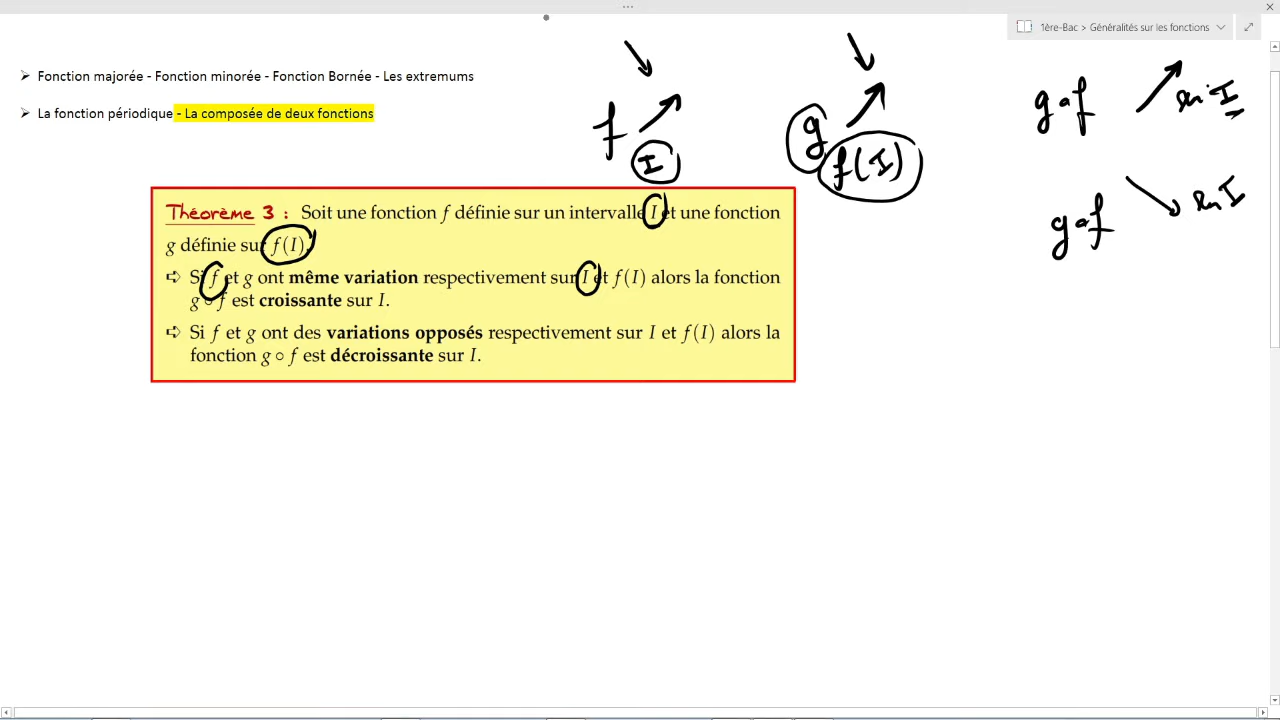 1ère-Bac > Généralités sur les fonctions
➢ Fonction majorée - Fonction minorée - Fonction Bornée - Les extremums
➢ La fonction périodique - La composée de deux fonctions
f ↘ ↗ I
g ↘ ↗ f(I)
g∘f ↗ sur I
g∘f ↘ sur I
Théorème 3 : Soit une fonction f définie sur un intervalle I et une fonction
g définie sur f(I).
➪ Si f et g ont même variation respectivement sur I et f(I) alors la fonction
g ∘ f est croissante sur I.
➪ Si f et g ont des variations opposés respectivement sur I et f(I) alors la
fonction g ∘ f est décroissante sur I.